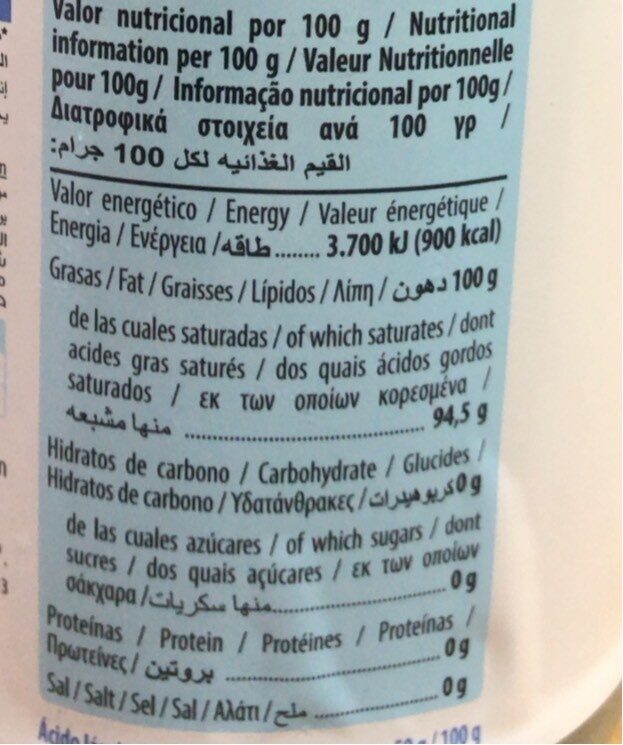 Valor nutricional por 100 g / Nutritional
information per 100 g / Valeur Nutritionnelle
pour 100g / Informação nutricional por 100g /
Διατροφικά στοιχεία ανά 100 γρ /
القيم الغذائيه لكل 100 جرام:
Valor energético / Energy / Valeur énergétique /
Energia / Ενέργεια / طاقه........ 3.700 kJ (900 kcal)
Grasas / Fat / Graisses / Lípidos / Λίπη / دهون 100 g
de las cuales saturadas / of which saturates / dont
acides gras saturés / dos quais ácidos gordos
saturados / εκ των οποίων κορεσμένα /
منها مشبعه ........................................ 94,5 g
Hidratos de carbono / Carbohydrate / Glucides /
Hidratos de carbono / Υδατάνθρακες / كربوهيدرات 0 g
de las cuales azúcares / of which sugars / dont
sucres / dos quais açúcares / εκ των οποίων
σάκχαρα / منها سكريات............................. 0 g
Proteínas / Protein / Protéines / Proteínas /
Πρωτεΐνες / بروتين .................................... 0 g
Sal / Salt / Sel / Sal / Αλάτι / ملح ..................... 0 g
/ 100 g